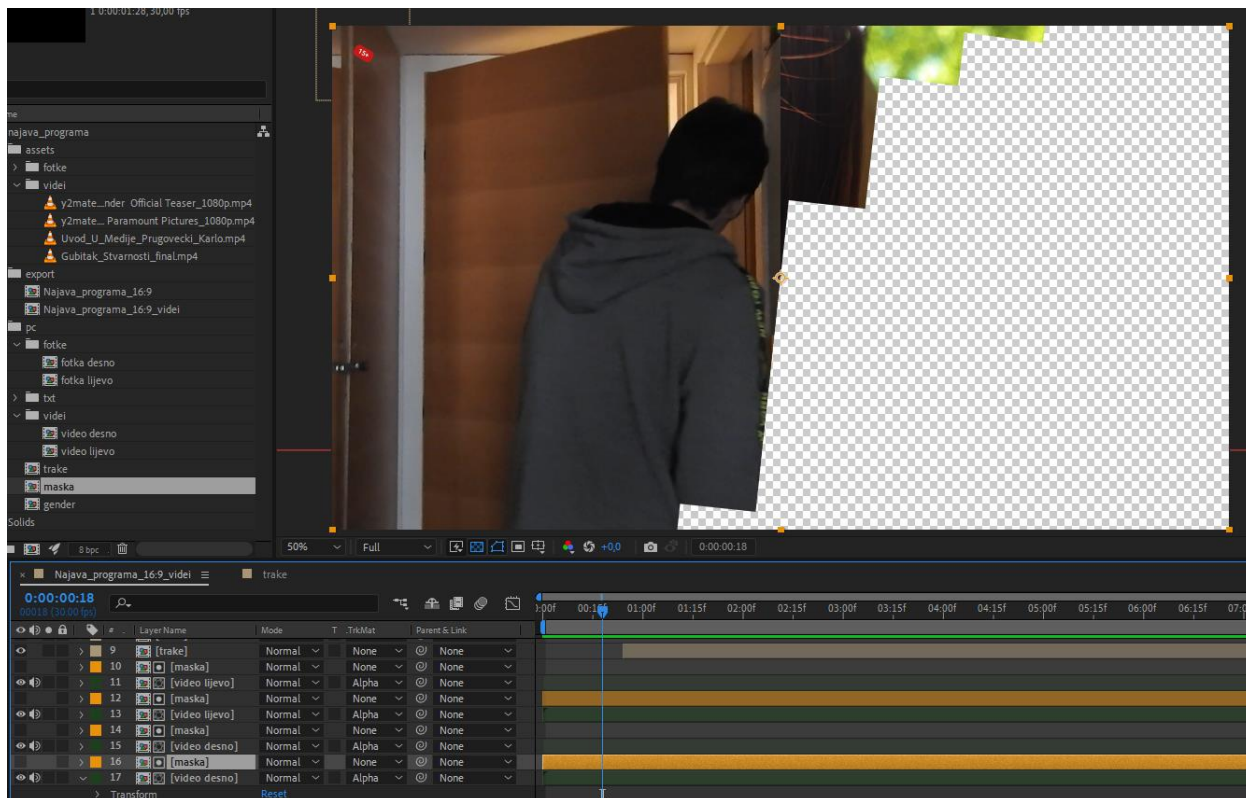 1 0:00:01:28, 30,00 fps
15+
me
najava_programa
assets
fotke
videi
y2mate...nder Official Teaser_1080p.mp4
y2mate... Paramount Pictures_1080p.mp4
Uvod_U_Medije_Prugovecki_Karlo.mp4
Gubitak_Stvarnosti_final.mp4
export
Najava_programa_16:9
Najava_programa_16:9_videi
pc
fotke
fotka desno
fotka lijevo
txt
videi
video desno
video lijevo
trake
maska
gender
Solids
8 bpc
50% Full +0,0 0:00:00:18
× Najava_programa_16:9_videi trake
0:00:00:18
00018 (30.00 fps)
):00f 00:15f 01:00f 01:15f 02:00f 02:15f 03:00f 03:15f 04:00f 04:15f 05:00f 05:15f 06:00f 06:15f 07:0
# . Layer Name Mode T .TrkMat Parent & Link
9 [trake] Normal None None
10 [maska] Normal None None
11 [video lijevo] Normal Alpha None
12 [maska] Normal None None
13 [video lijevo] Normal Alpha None
14 [maska] Normal None None
15 [video desno] Normal Alpha None
16 [maska] Normal None None
17 [video desno] Normal Alpha None
Transform Reset